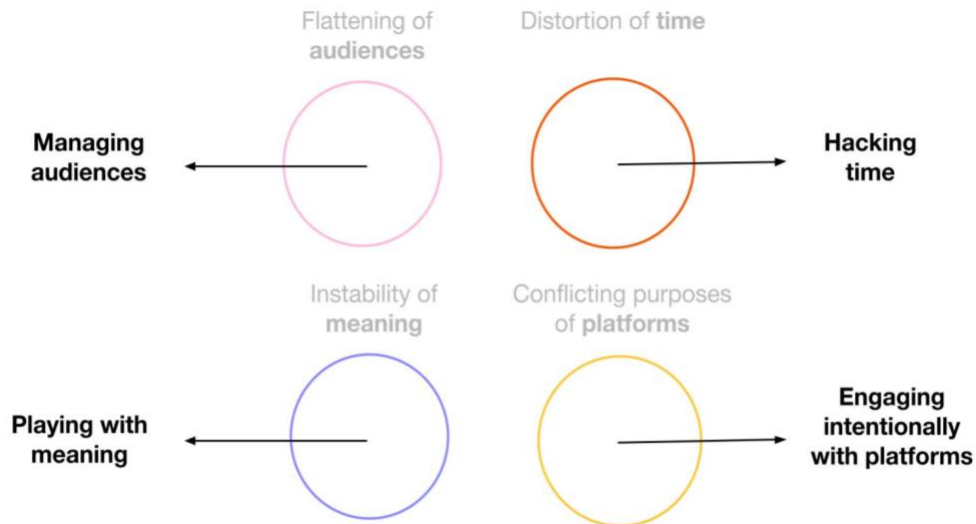 Flattening of
audiences
Distortion of time
Managing
audiences
Hacking
time
Instability of
meaning
Conflicting purposes
of platforms
Playing with
meaning
Engaging
intentionally
with platforms